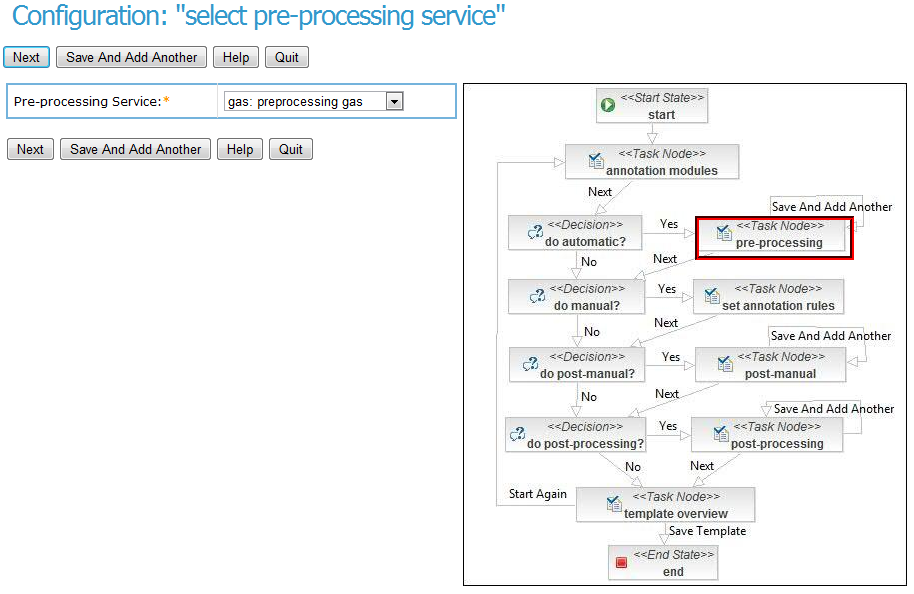 Configuration: "select pre-processing service"
Next Save And Add Another Help Quit
Pre-processing Service:* gas: preprocessing gas
Next Save And Add Another Help Quit
<<Start State>>
start
<<Task Node>>
annotation modules
Next
Save And Add Another
<<Decision>>
do automatic?
Yes
<<Task Node>>
pre-processing
No
Next
<<Decision>>
do manual?
Yes
<<Task Node>>
set annotation rules
No
Next
Save And Add Another
<<Decision>>
do post-manual?
Yes
<<Task Node>>
post-manual
No
Next
Save And Add Another
<<Decision>>
do post-processing?
Yes
<<Task Node>>
post-processing
No
Next
Start Again
<<Task Node>>
template overview
Save Template
<<End State>>
end